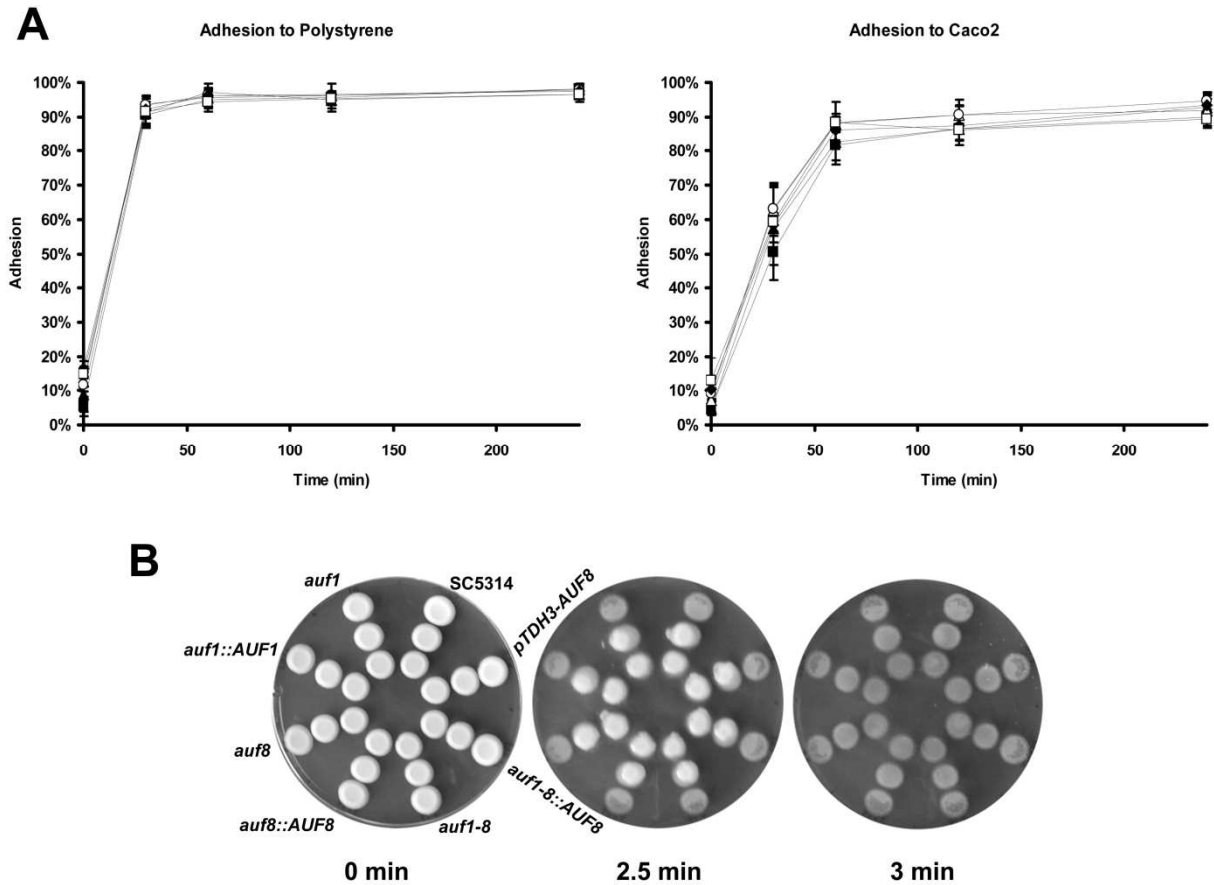 A
Adhesion to Polystyrene
100%
90%
80%
70%
60%
50%
40%
30%
20%
10%
0%
Adhesion
0 50 100 150 200
Time (min)
Adhesion to Caco2
100%
90%
80%
70%
60%
50%
40%
30%
20%
10%
0%
Adhesion
0 50 100 150 200
Time (min)
B
auf1
SC5314
auf1::AUF1
pTDH3-AUF8
auf8
auf1-8::AUF8
auf8::AUF8
auf1-8
0 min 2.5 min 3 min